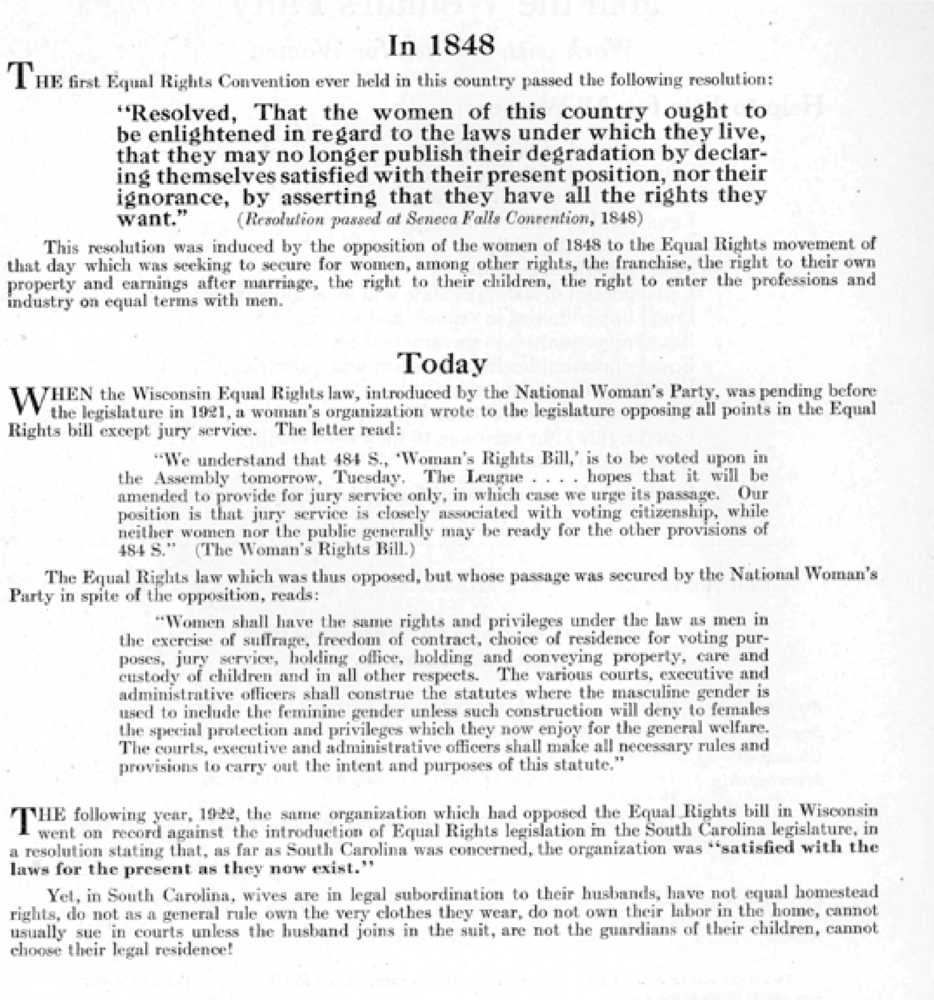 In 1848
THE first Equal Rights Convention ever held in this country passed the following resolution:
"Resolved, That the women of this country ought to
be enlightened in regard to the laws under which they live,
that they may no longer publish their degradation by declar-
ing themselves satisfied with their present position, nor their
ignorance, by asserting that they have all the rights they
want." (Resolution passed at Seneca Falls Convention, 1848)
This resolution was induced by the opposition of the women of 1848 to the Equal Rights movement of
that day which was seeking to secure for women, among other rights, the franchise, the right to their own
property and earnings after marriage, the right to their children, the right to enter the professions and
industry on equal terms with men.
Today
WHEN the Wisconsin Equal Rights law, introduced by the National Woman's Party, was pending before
the legislature in 1921, a woman's organization wrote to the legislature opposing all points in the Equal
Rights bill except jury service. The letter read:
"We understand that 484 S., 'Woman's Rights Bill,' is to be voted upon in
the Assembly tomorrow, Tuesday. The League . . . . hopes that it will be
amended to provide for jury service only, in which case we urge its passage. Our
position is that jury service is closely associated with voting citizenship, while
neither women nor the public generally may be ready for the other provisions of
484 S." (The Woman's Rights Bill.)
The Equal Rights law which was thus opposed, but whose passage was secured by the National Woman's
Party in spite of the opposition, reads:
"Women shall have the same rights and privileges under the law as men in
the exercise of suffrage, freedom of contract, choice of residence for voting pur-
poses, jury service, holding office, holding and conveying property, care and
custody of children and in all other respects. The various courts, executive and
administrative officers shall construe the statutes where the masculine gender is
used to include the feminine gender unless such construction will deny to females
the special protection and privileges which they now enjoy for the general welfare.
The courts, executive and administrative officers shall make all necessary rules and
provisions to carry out the intent and purposes of this statute."
THE following year, 1922, the same organization which had opposed the Equal Rights bill in Wisconsin
went on record against the introduction of Equal Rights legislation in the South Carolina legislature, in
a resolution stating that, as far as South Carolina was concerned, the organization was "satisfied with the
laws for the present as they now exist."
Yet, in South Carolina, wives are in legal subordination to their husbands, have not equal homestead
rights, do not as a general rule own the very clothes they wear, do not own their labor in the home, cannot
usually sue in courts unless the husband joins in the suit, are not the guardians of their children, cannot
choose their legal residence!